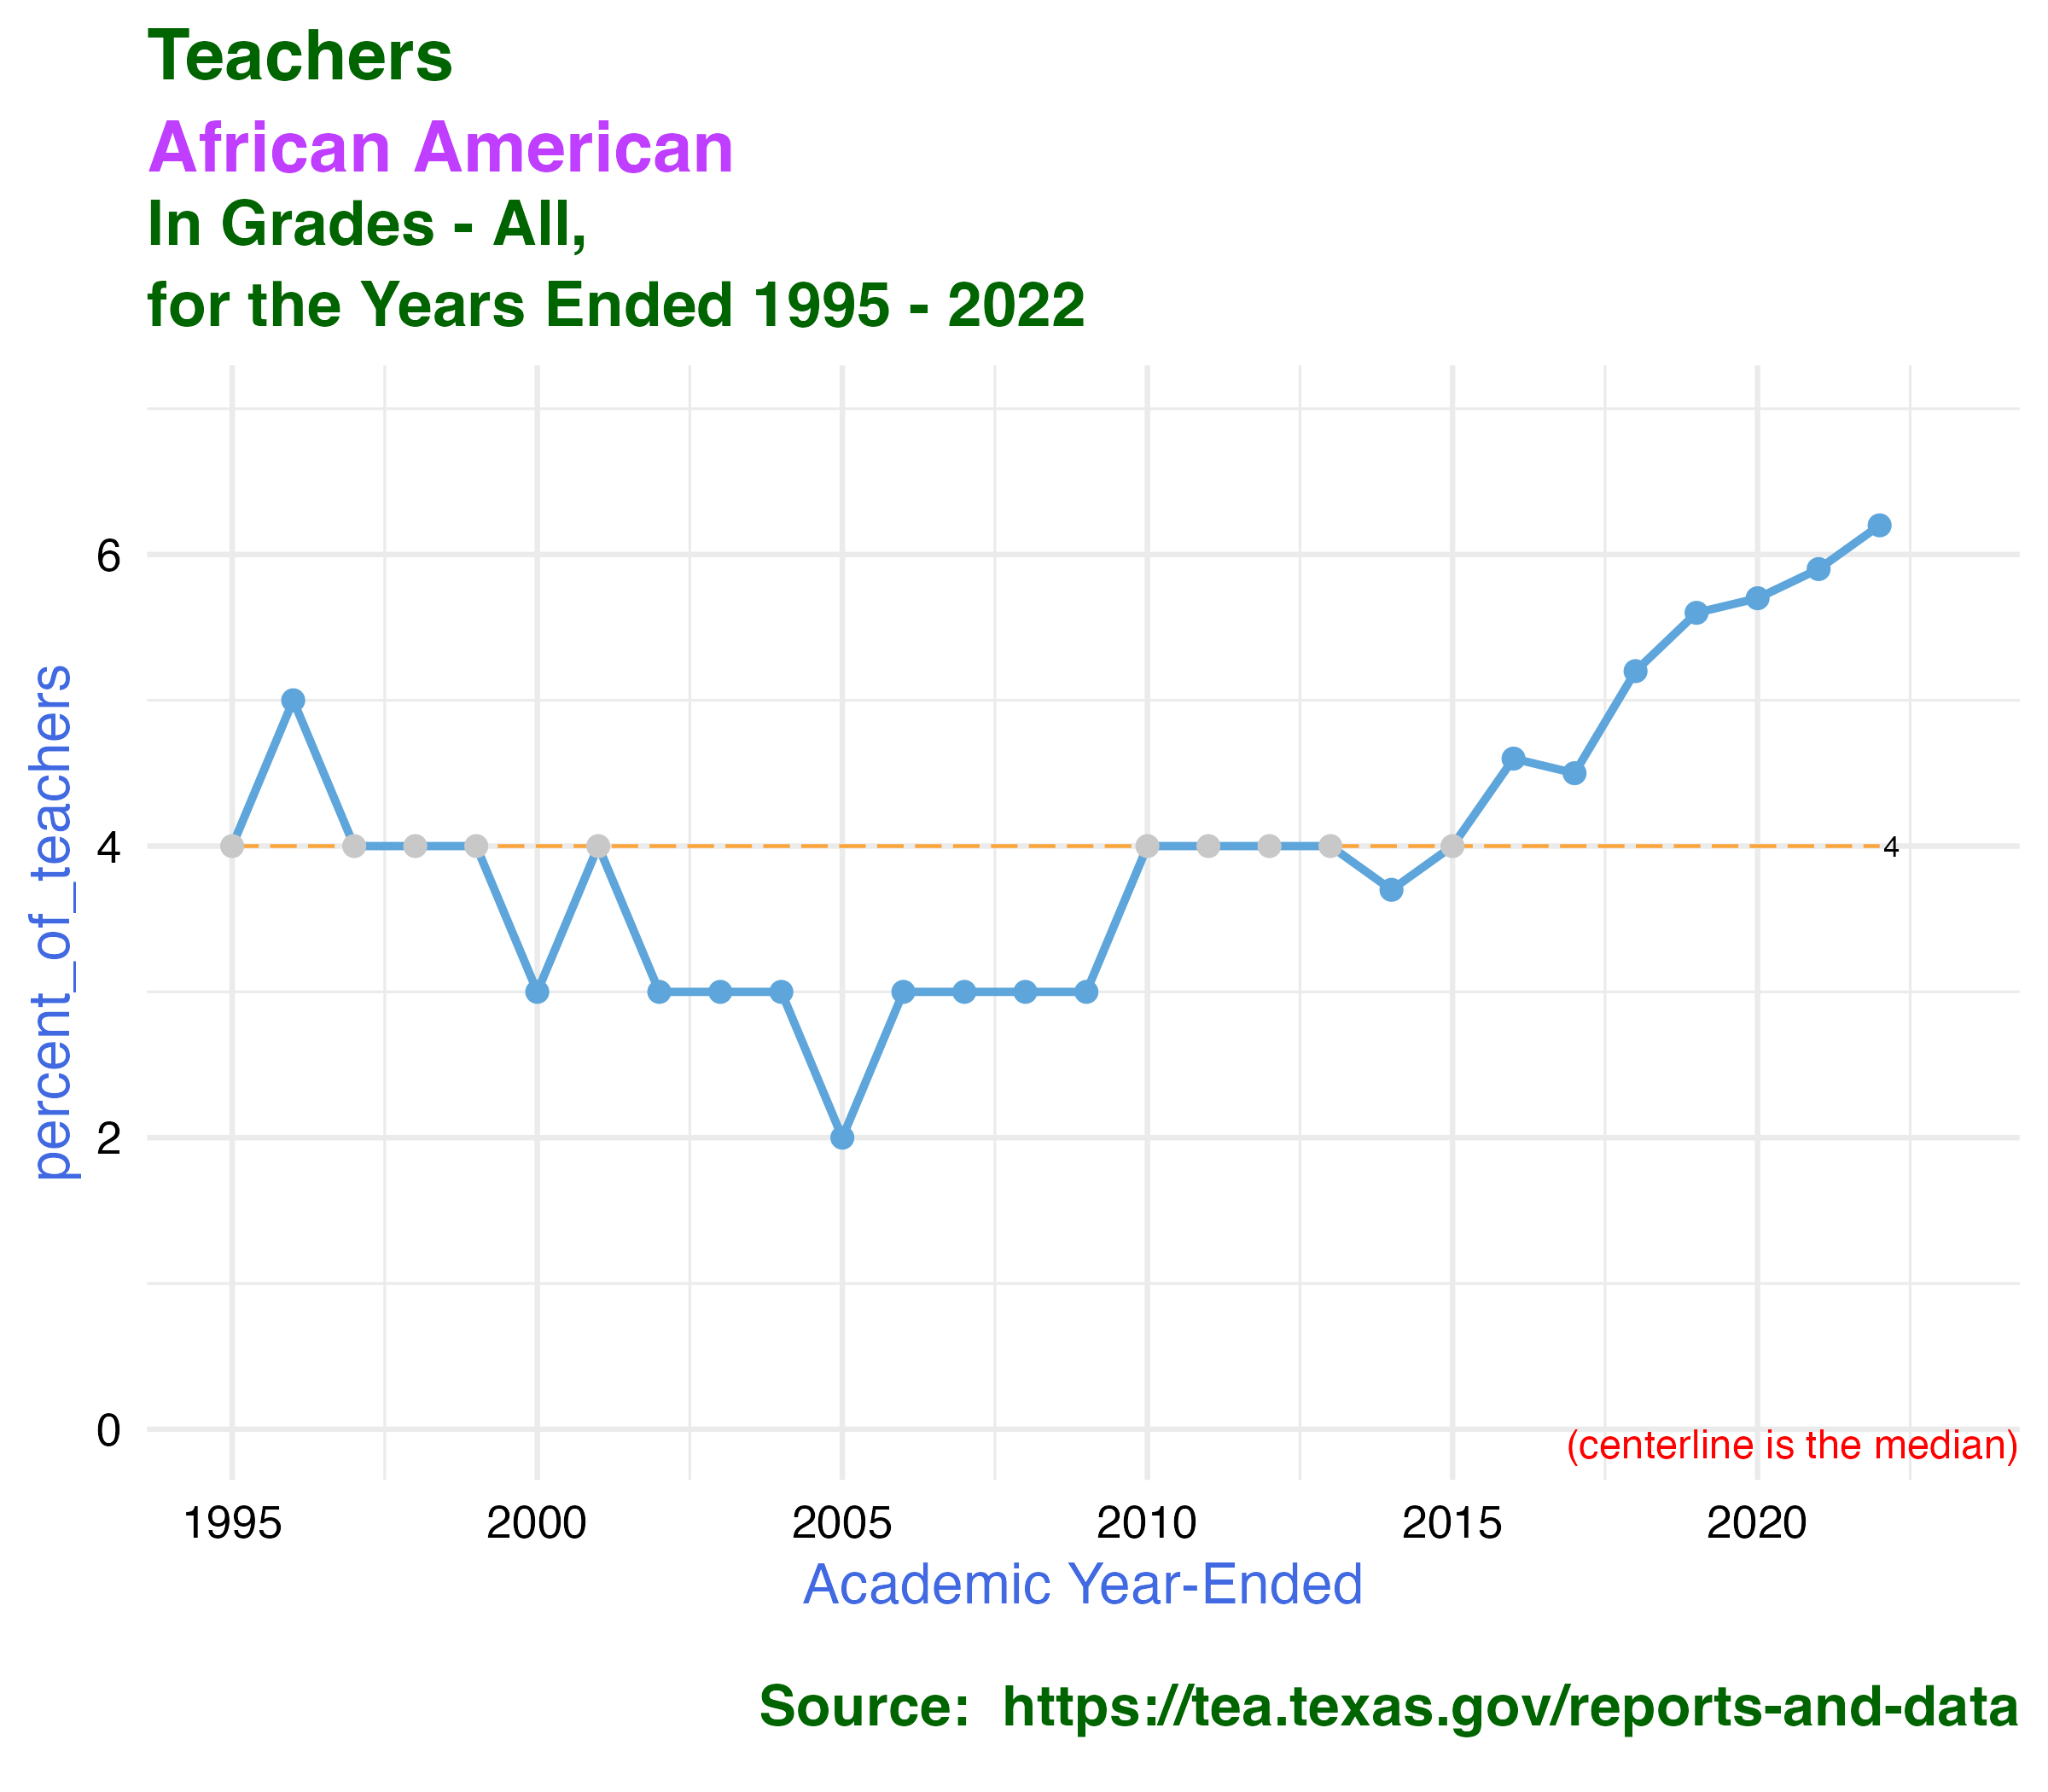 Teachers
African American
In Grades - All,
for the Years Ended 1995 - 2022
percent_of_teachers
6
4
2
0
4
(centerline is the median)
1995 2000 2005 2010 2015 2020
Academic Year-Ended
Source:  https://tea.texas.gov/reports-and-data